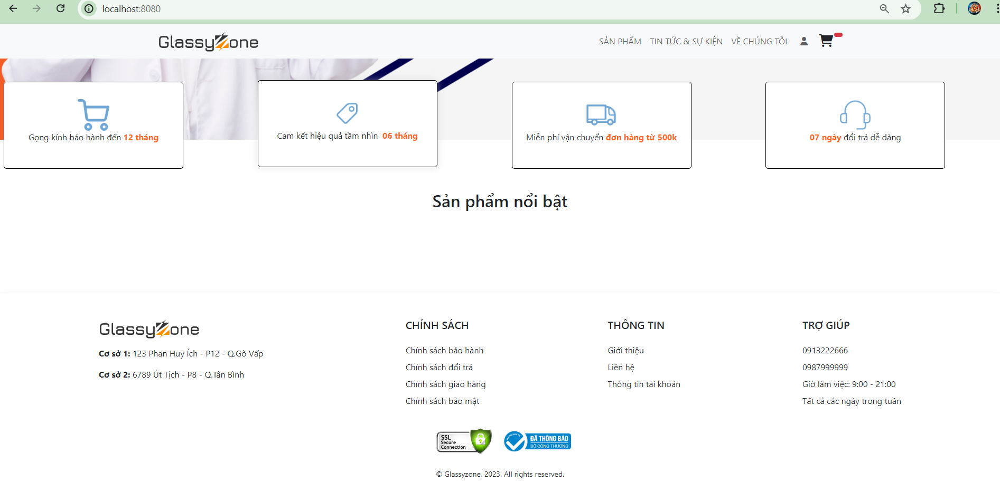 localhost:8080
GlassyZone
SẢN PHẨM TIN TỨC & SỰ KIỆN VỀ CHÚNG TÔI
Gọng kính bảo hành đến 12 tháng
Cam kết hiệu quả tầm nhìn 06 tháng
Miễn phí vận chuyển đơn hàng từ 500k
07 ngày đổi trả dễ dàng
Sản phẩm nổi bật
GlassyZone
Cơ sở 1: 123 Phan Huy Ích - P12 - Q.Gò Vấp
Cơ sở 2: 6789 Út Tịch - P8 - Q.Tân Bình
CHÍNH SÁCH
Chính sách bảo hành
Chính sách đổi trả
Chính sách giao hàng
Chính sách bảo mật
THÔNG TIN
Giới thiệu
Liên hệ
Thông tin tài khoản
TRỢ GIÚP
0913222666
0987999999
Giờ làm việc: 9:00 - 21:00
Tất cả các ngày trong tuần
SSL
Secure
Connection
ĐÃ THÔNG BÁO
BỘ CÔNG THƯƠNG
© Glassyzone, 2023. All rights reserved.